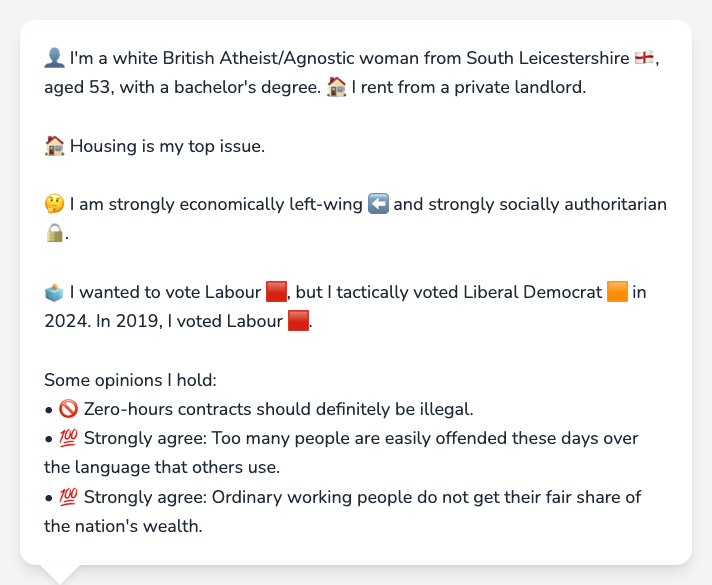 👤 I'm a white British Atheist/Agnostic woman from South Leicestershire 🏴󠁧󠁢󠁥󠁮󠁧󠁿,
aged 53, with a bachelor's degree. 🏠 I rent from a private landlord.
🏠 Housing is my top issue.
🤔 I am strongly economically left-wing ⬅️ and strongly socially authoritarian
🔒.
🗳️ I wanted to vote Labour 🟥, but I tactically voted Liberal Democrat 🟧 in
2024. In 2019, I voted Labour 🟥.
Some opinions I hold:
• 🚫 Zero-hours contracts should definitely be illegal.
• 💯 Strongly agree: Too many people are easily offended these days over
the language that others use.
• 💯 Strongly agree: Ordinary working people do not get their fair share of
the nation's wealth.